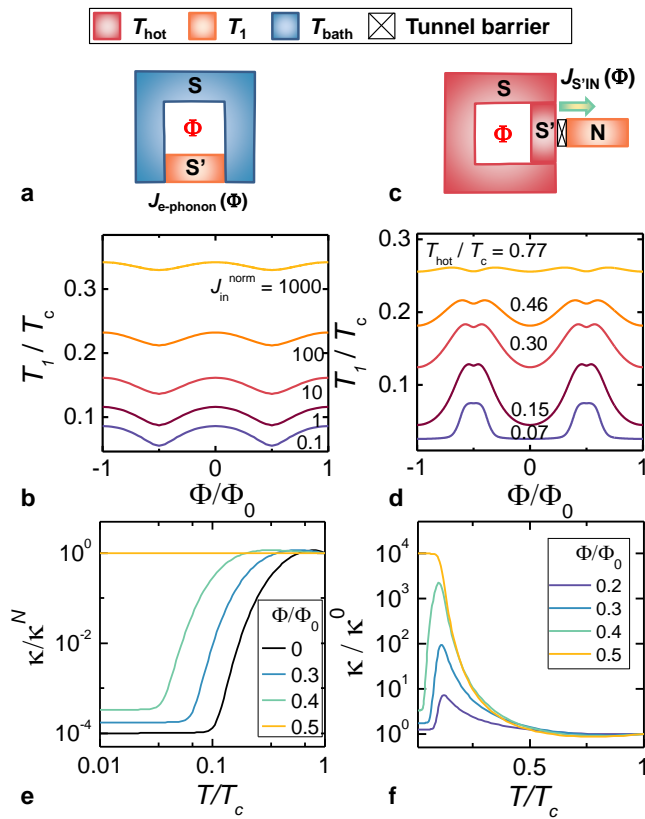 T_hot T_1 T_bath Tunnel barrier
S
Φ
S'
J_e-phonon (Φ)
a
S
Φ
S'
N
J_S'IN (Φ)
c
T_1 / T_c
0.3
0.2
0.1
J_in^norm = 1000
100
10
1
0.1
-1 0 1
Φ/Φ_0
b
T_1 / T_c
0.3
0.2
0.1
T_hot / T_c = 0.77
0.46
0.30
0.15
0.07
-1 0 1
Φ/Φ_0
d
κ/κ^N
10^0
10^-2
10^-4
Φ/Φ_0
0
0.3
0.4
0.5
0.01 0.1 1
T/T_c
e
κ / κ^0
10^4
10^3
10^2
10^1
10^0
Φ/Φ_0
0.2
0.3
0.4
0.5
0.5 1
T/T_c
f